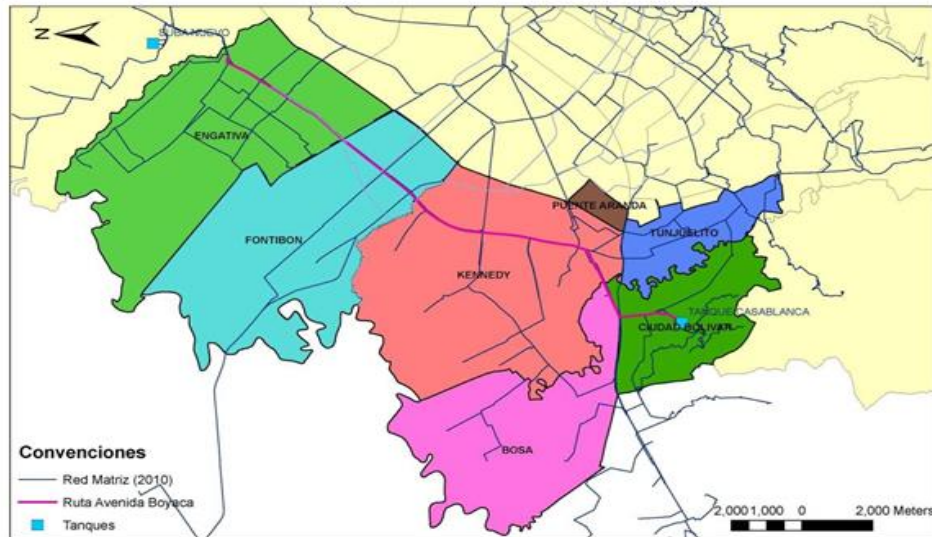 N
SUBA NUEVO
ENGATIVA
FONTIBON
PUENTE ARANDA
TUNJUELITO
KENNEDY
TANQUE CASABLANCA
CIUDAD BOLIVAR
BOSA
Convenciones
Red Matriz (2010)
Ruta Avenida Boyaca
Tanques
2,000 1,000 0 2,000 Meters